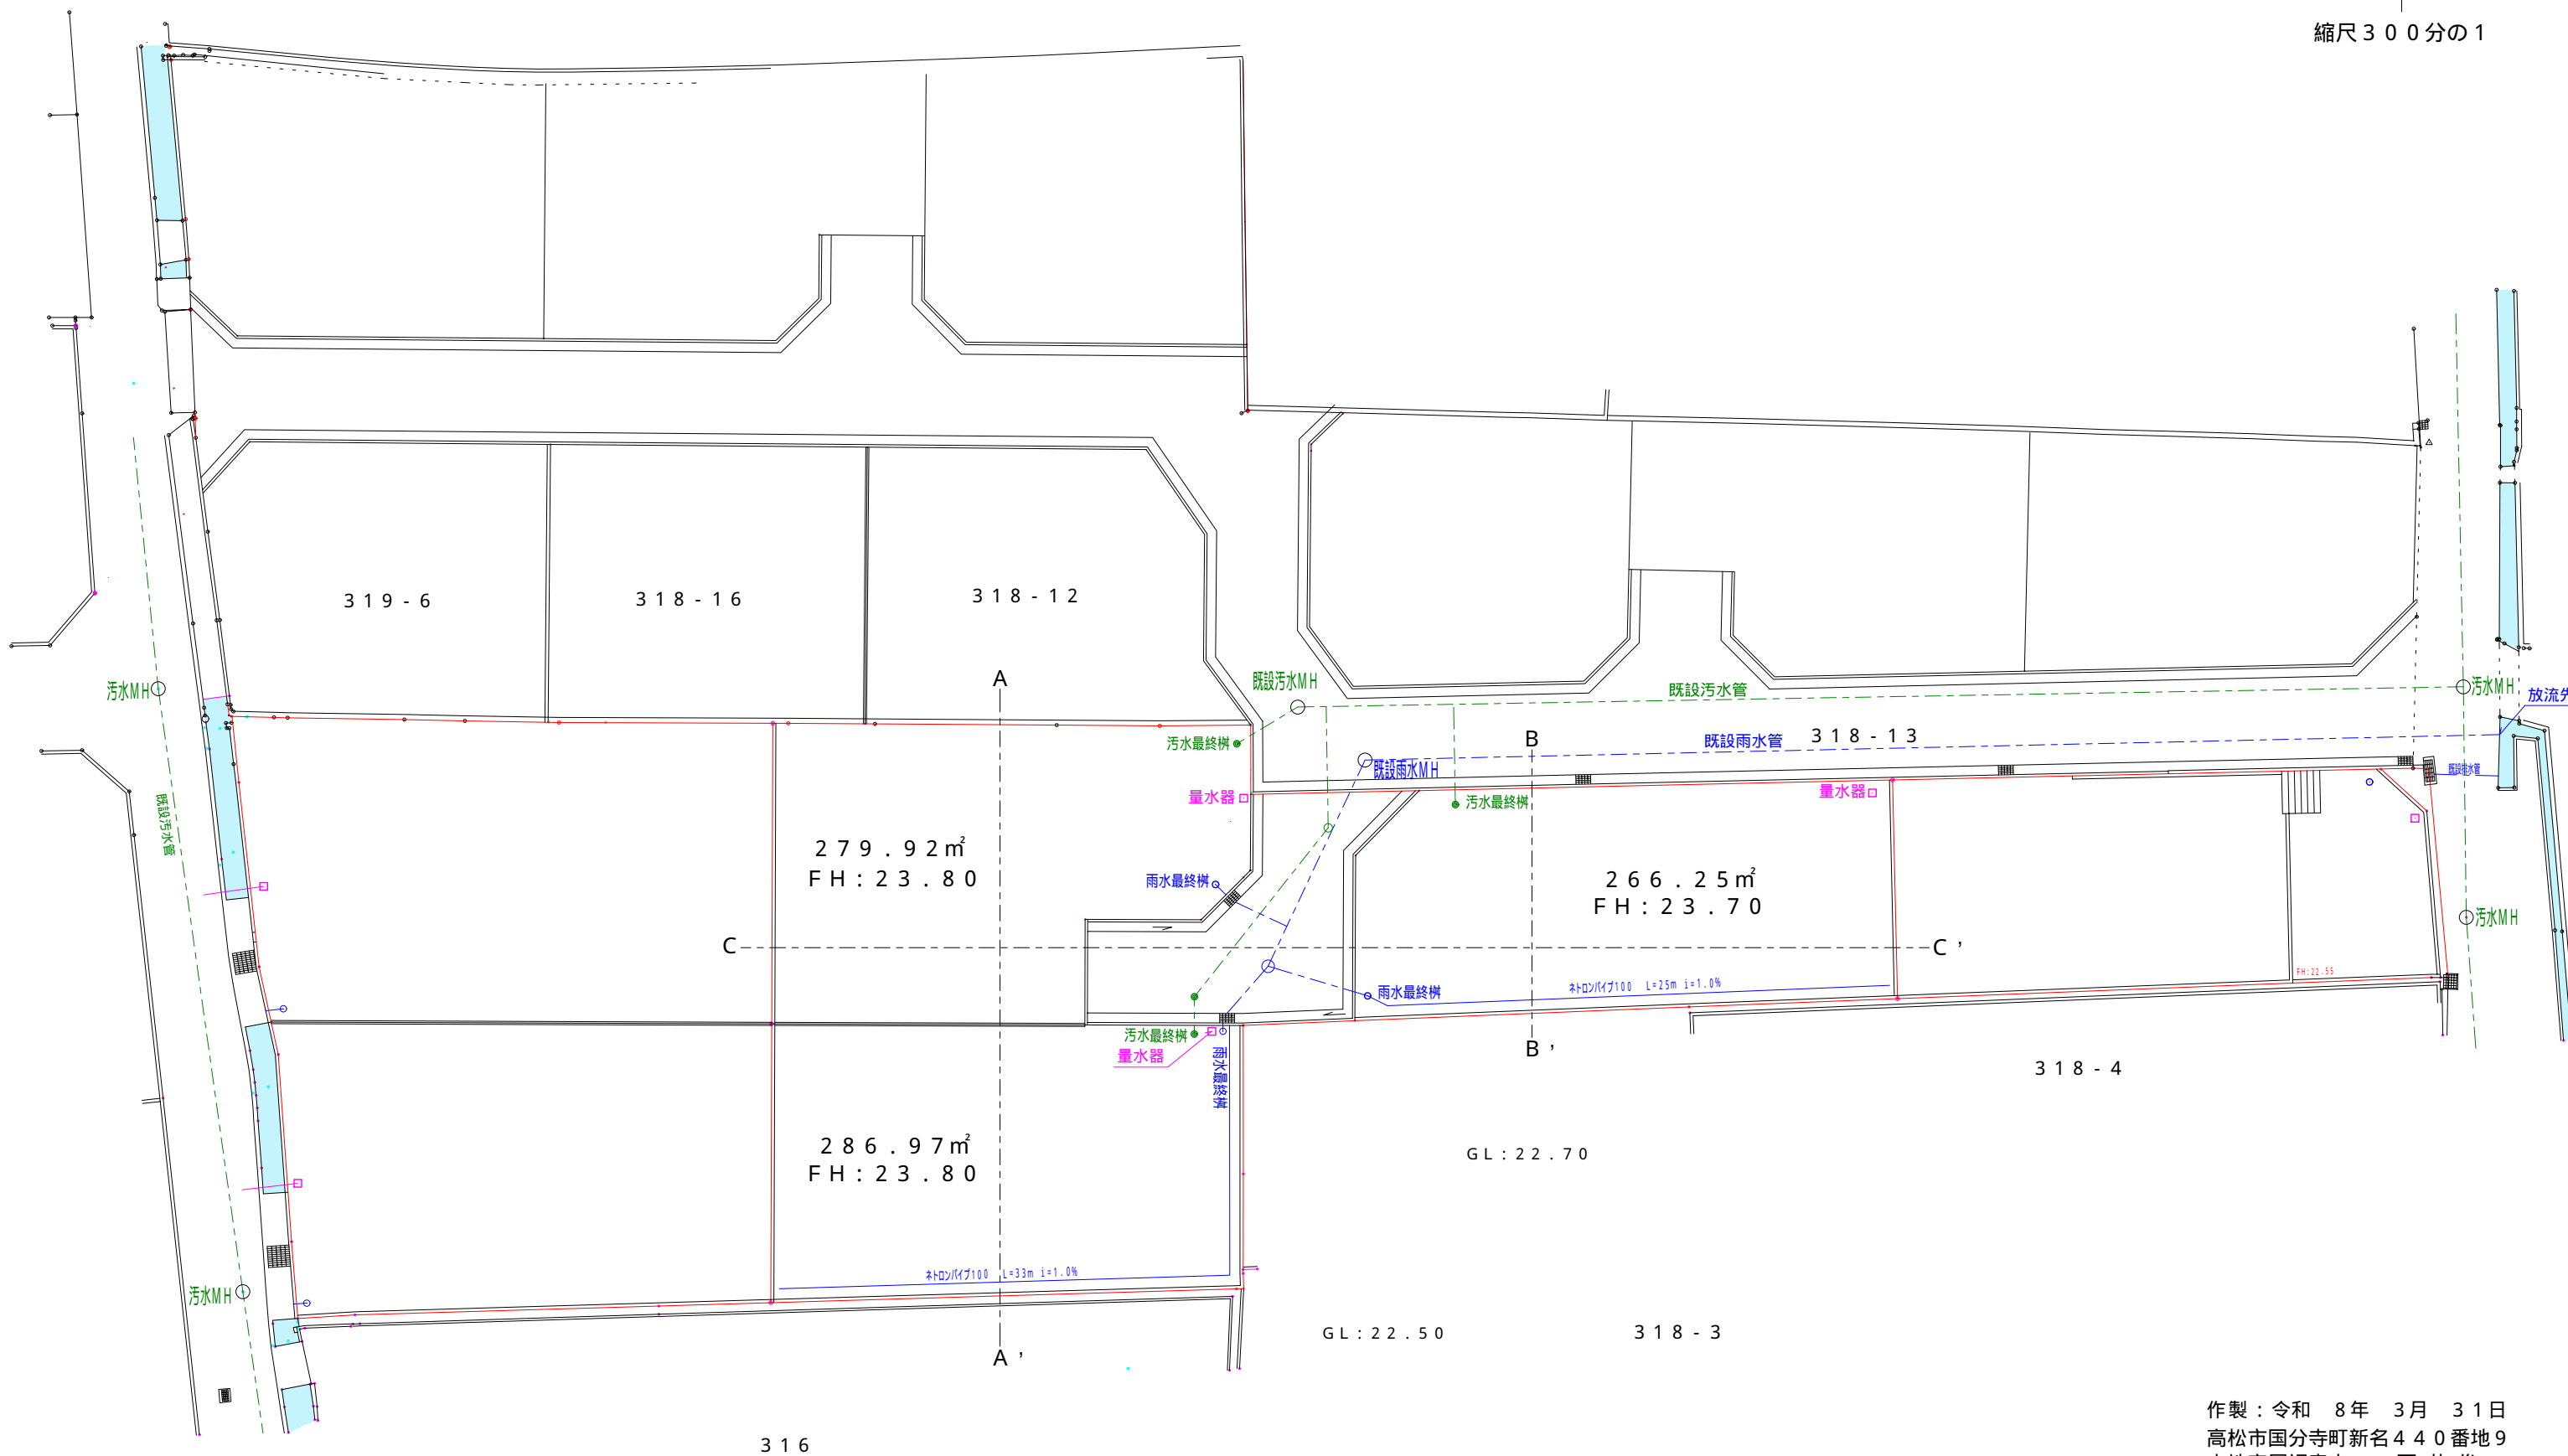 縮尺３００分の１
３１９-６
３１８-１６
３１８-１２
A
既設汚水MH
既設汚水管
汚水MH
汚水MH
放流先
汚水最終桝
B
既設雨水管
３１８-１３
既設雨水MH
既設雨水管
既設汚水管
量水器
汚水最終桝
量水器
２７９.９２㎡
ＦＨ:２３.８０
雨水最終桝
２６６.２５㎡
ＦＨ:２３.７０
汚水MH
C
C’
FH:22.55
ネトロンパイプ100　L=25m i=1.0%
雨水最終桝
汚水最終桝
量水器
雨水最終桝
B’
３１８-４
２８６.９７㎡
ＦＨ:２３.８０
GL:22.70
ネトロンパイプ100　L=33m i=1.0%
汚水MH
GL:22.50
３１８-３
A’
作製：令和　８年　３月　３１日
高松市国分寺町新名４４０番地９
３１６